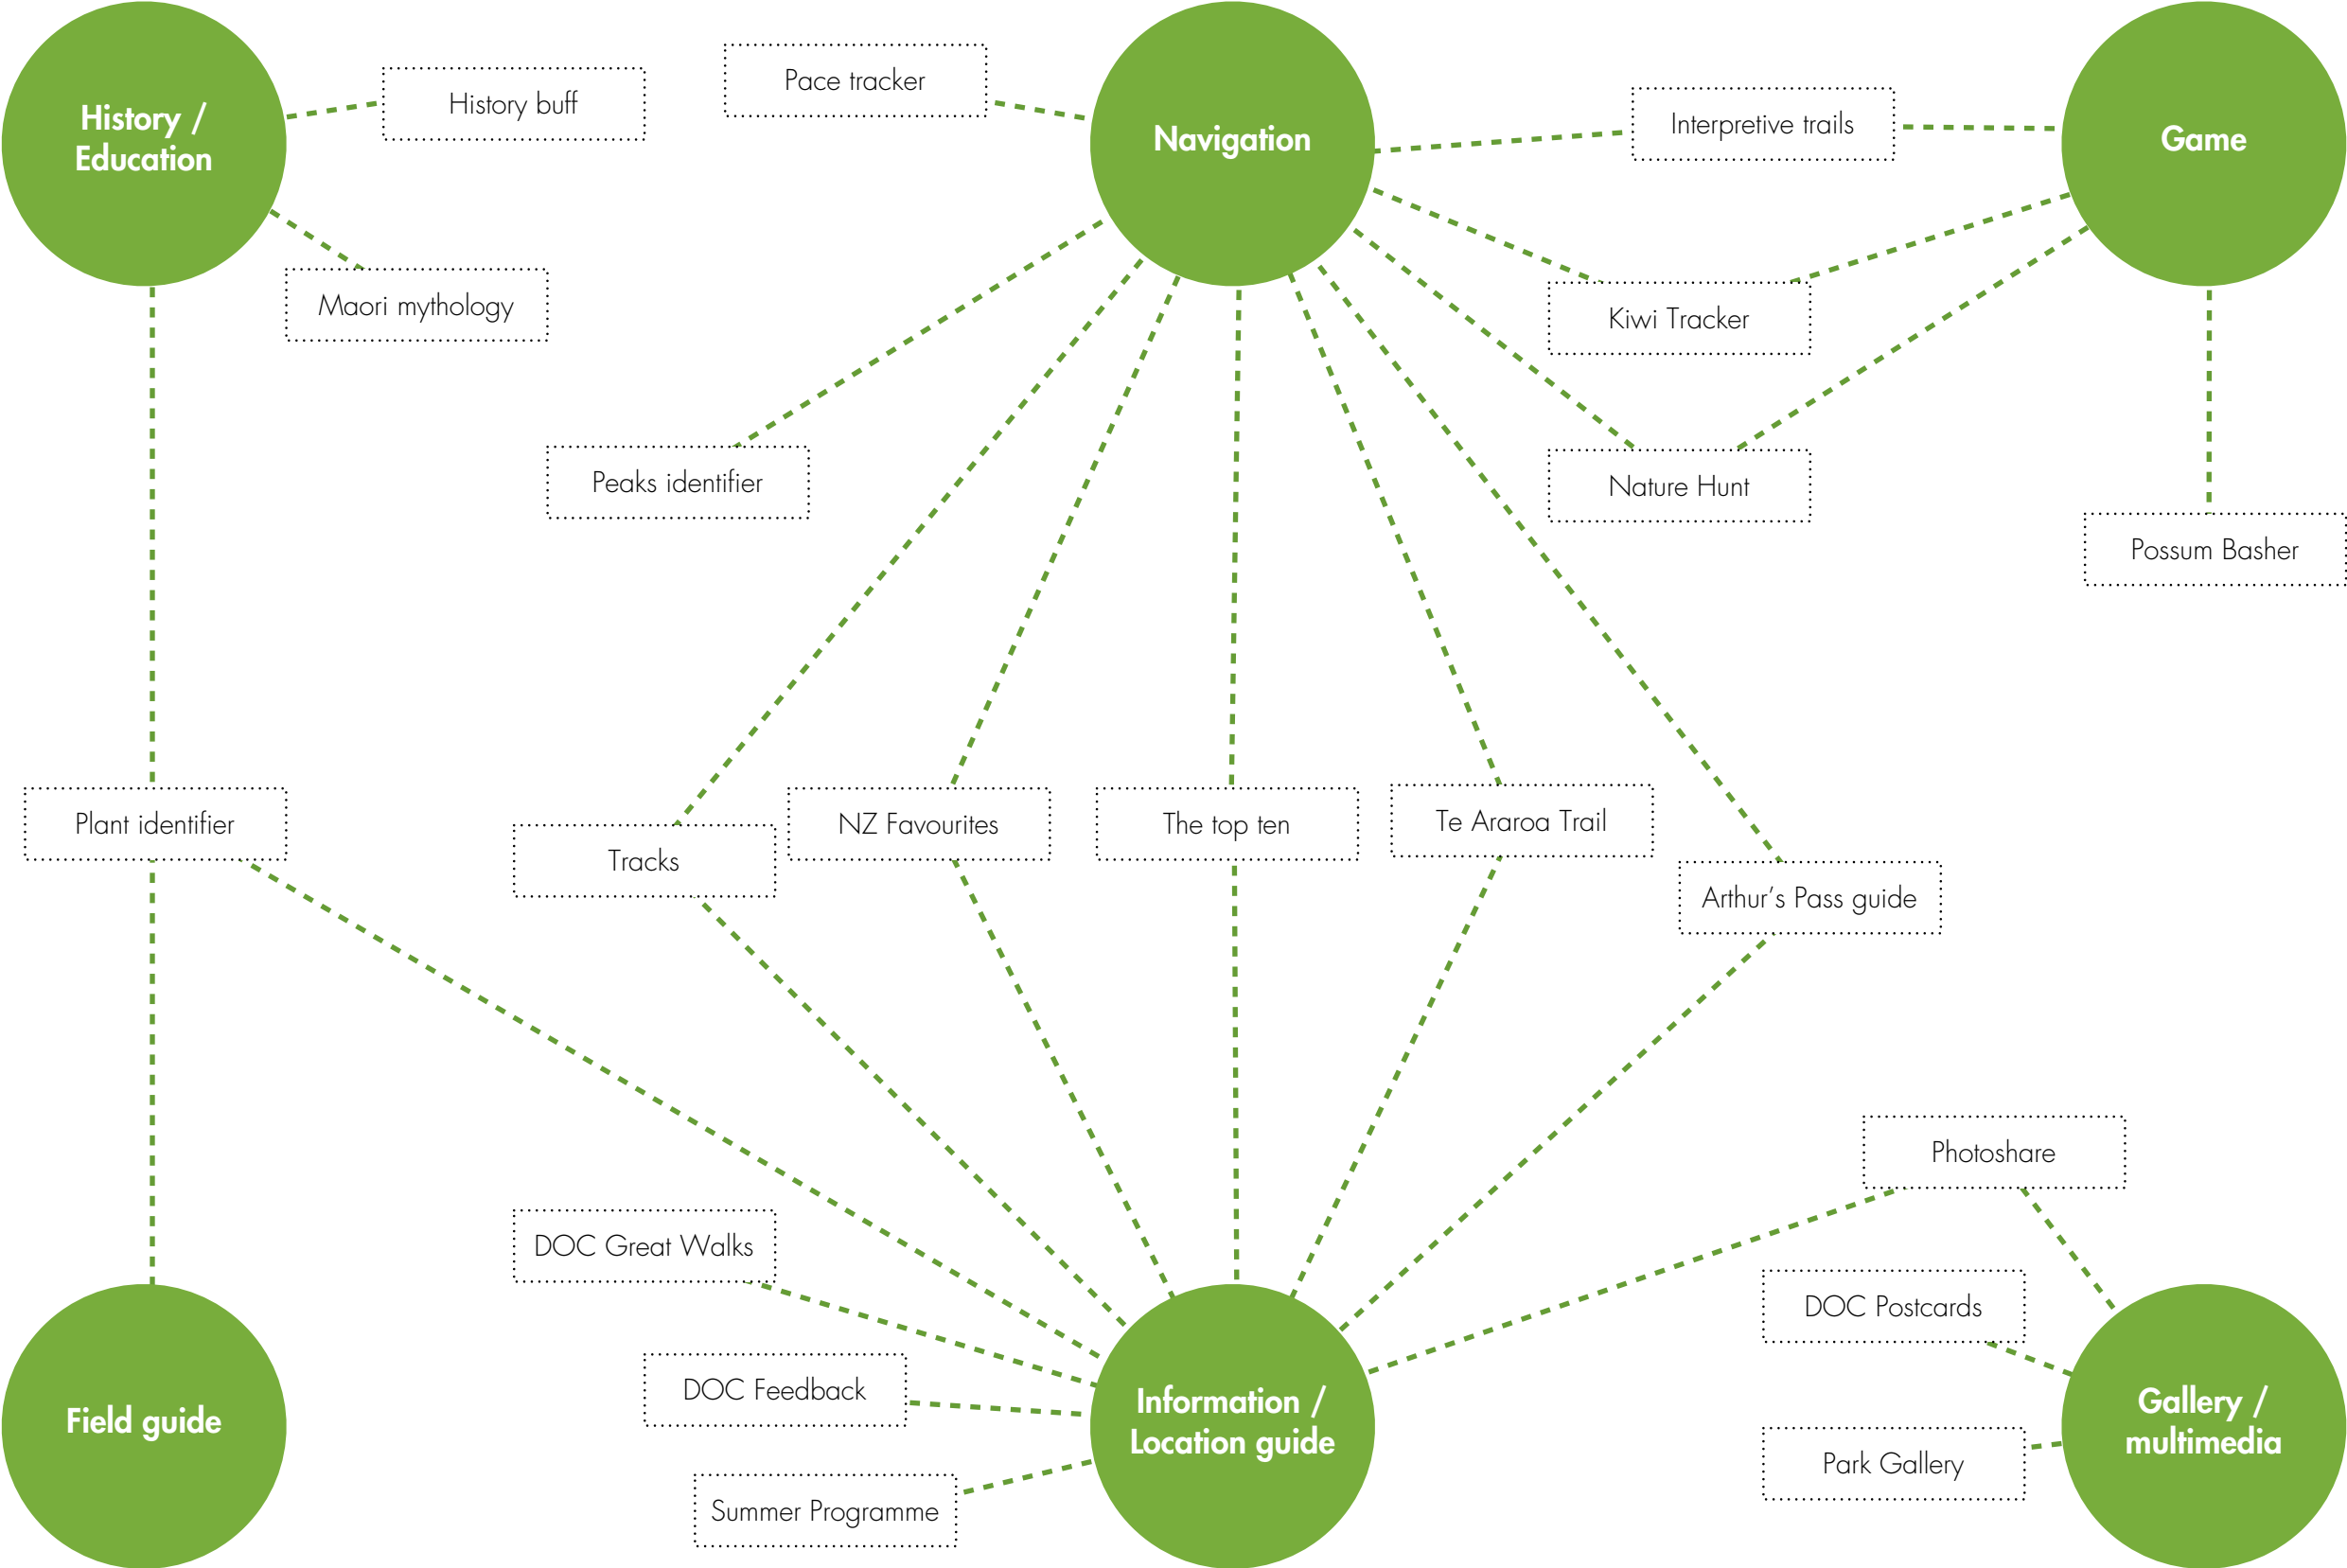 History /
Education
History buff
Pace tracker
Navigation
Interpretive trails
Game
Maori mythology
Kiwi Tracker
Peaks identifier
Nature Hunt
Possum Basher
Plant identifier
Tracks
NZ Favourites
The top ten
Te Araroa Trail
Arthur’s Pass guide
Photoshare
DOC Great Walks
DOC Postcards
DOC Feedback
Field guide
Information /
Location guide
Gallery /
multimedia
Park Gallery
Summer Programme